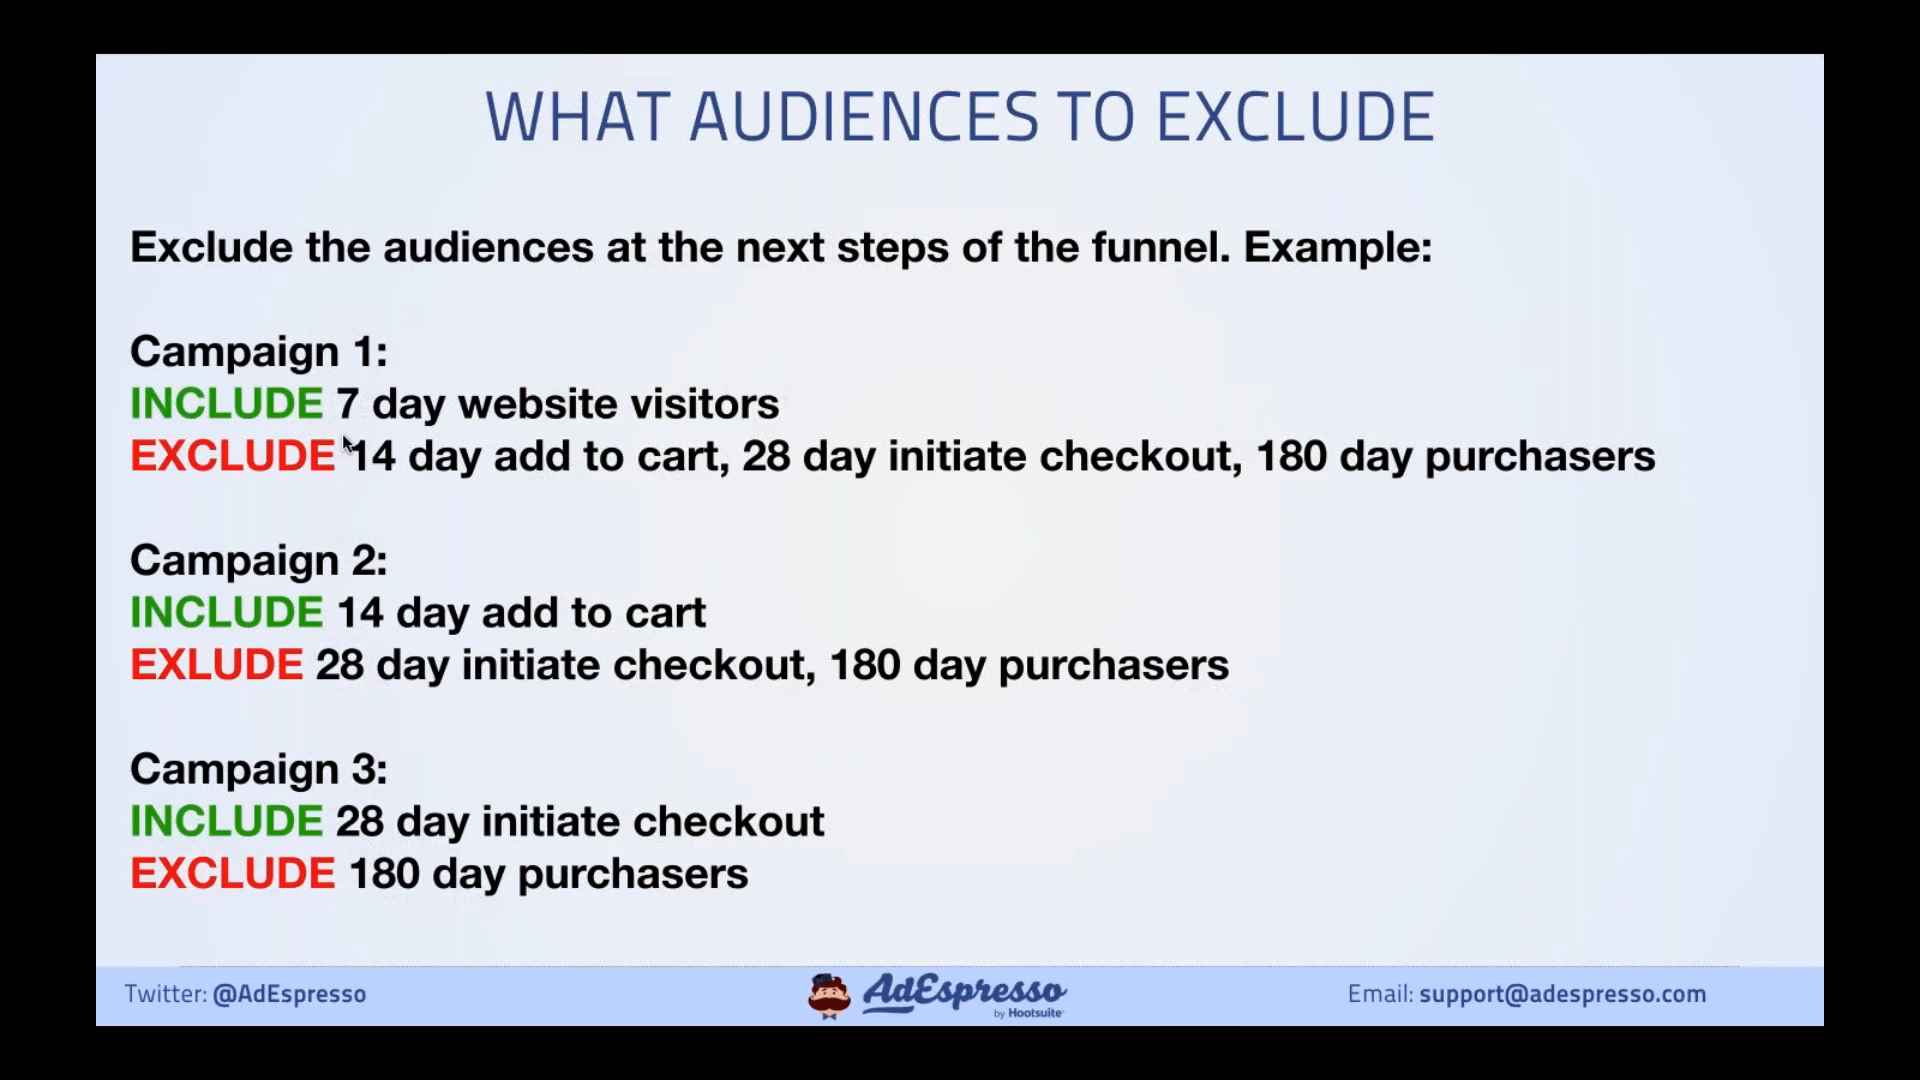 WHAT AUDIENCES TO EXCLUDE
Exclude the audiences at the next steps of the funnel. Example:
Campaign 1:
INCLUDE 7 day website visitors
EXCLUDE 14 day add to cart, 28 day initiate checkout, 180 day purchasers
Campaign 2:
INCLUDE 14 day add to cart
EXLUDE 28 day initiate checkout, 180 day purchasers
Campaign 3:
INCLUDE 28 day initiate checkout
EXCLUDE 180 day purchasers
Twitter: @AdEspresso
AdEspresso
by Hootsuite
Email: support@adespresso.com